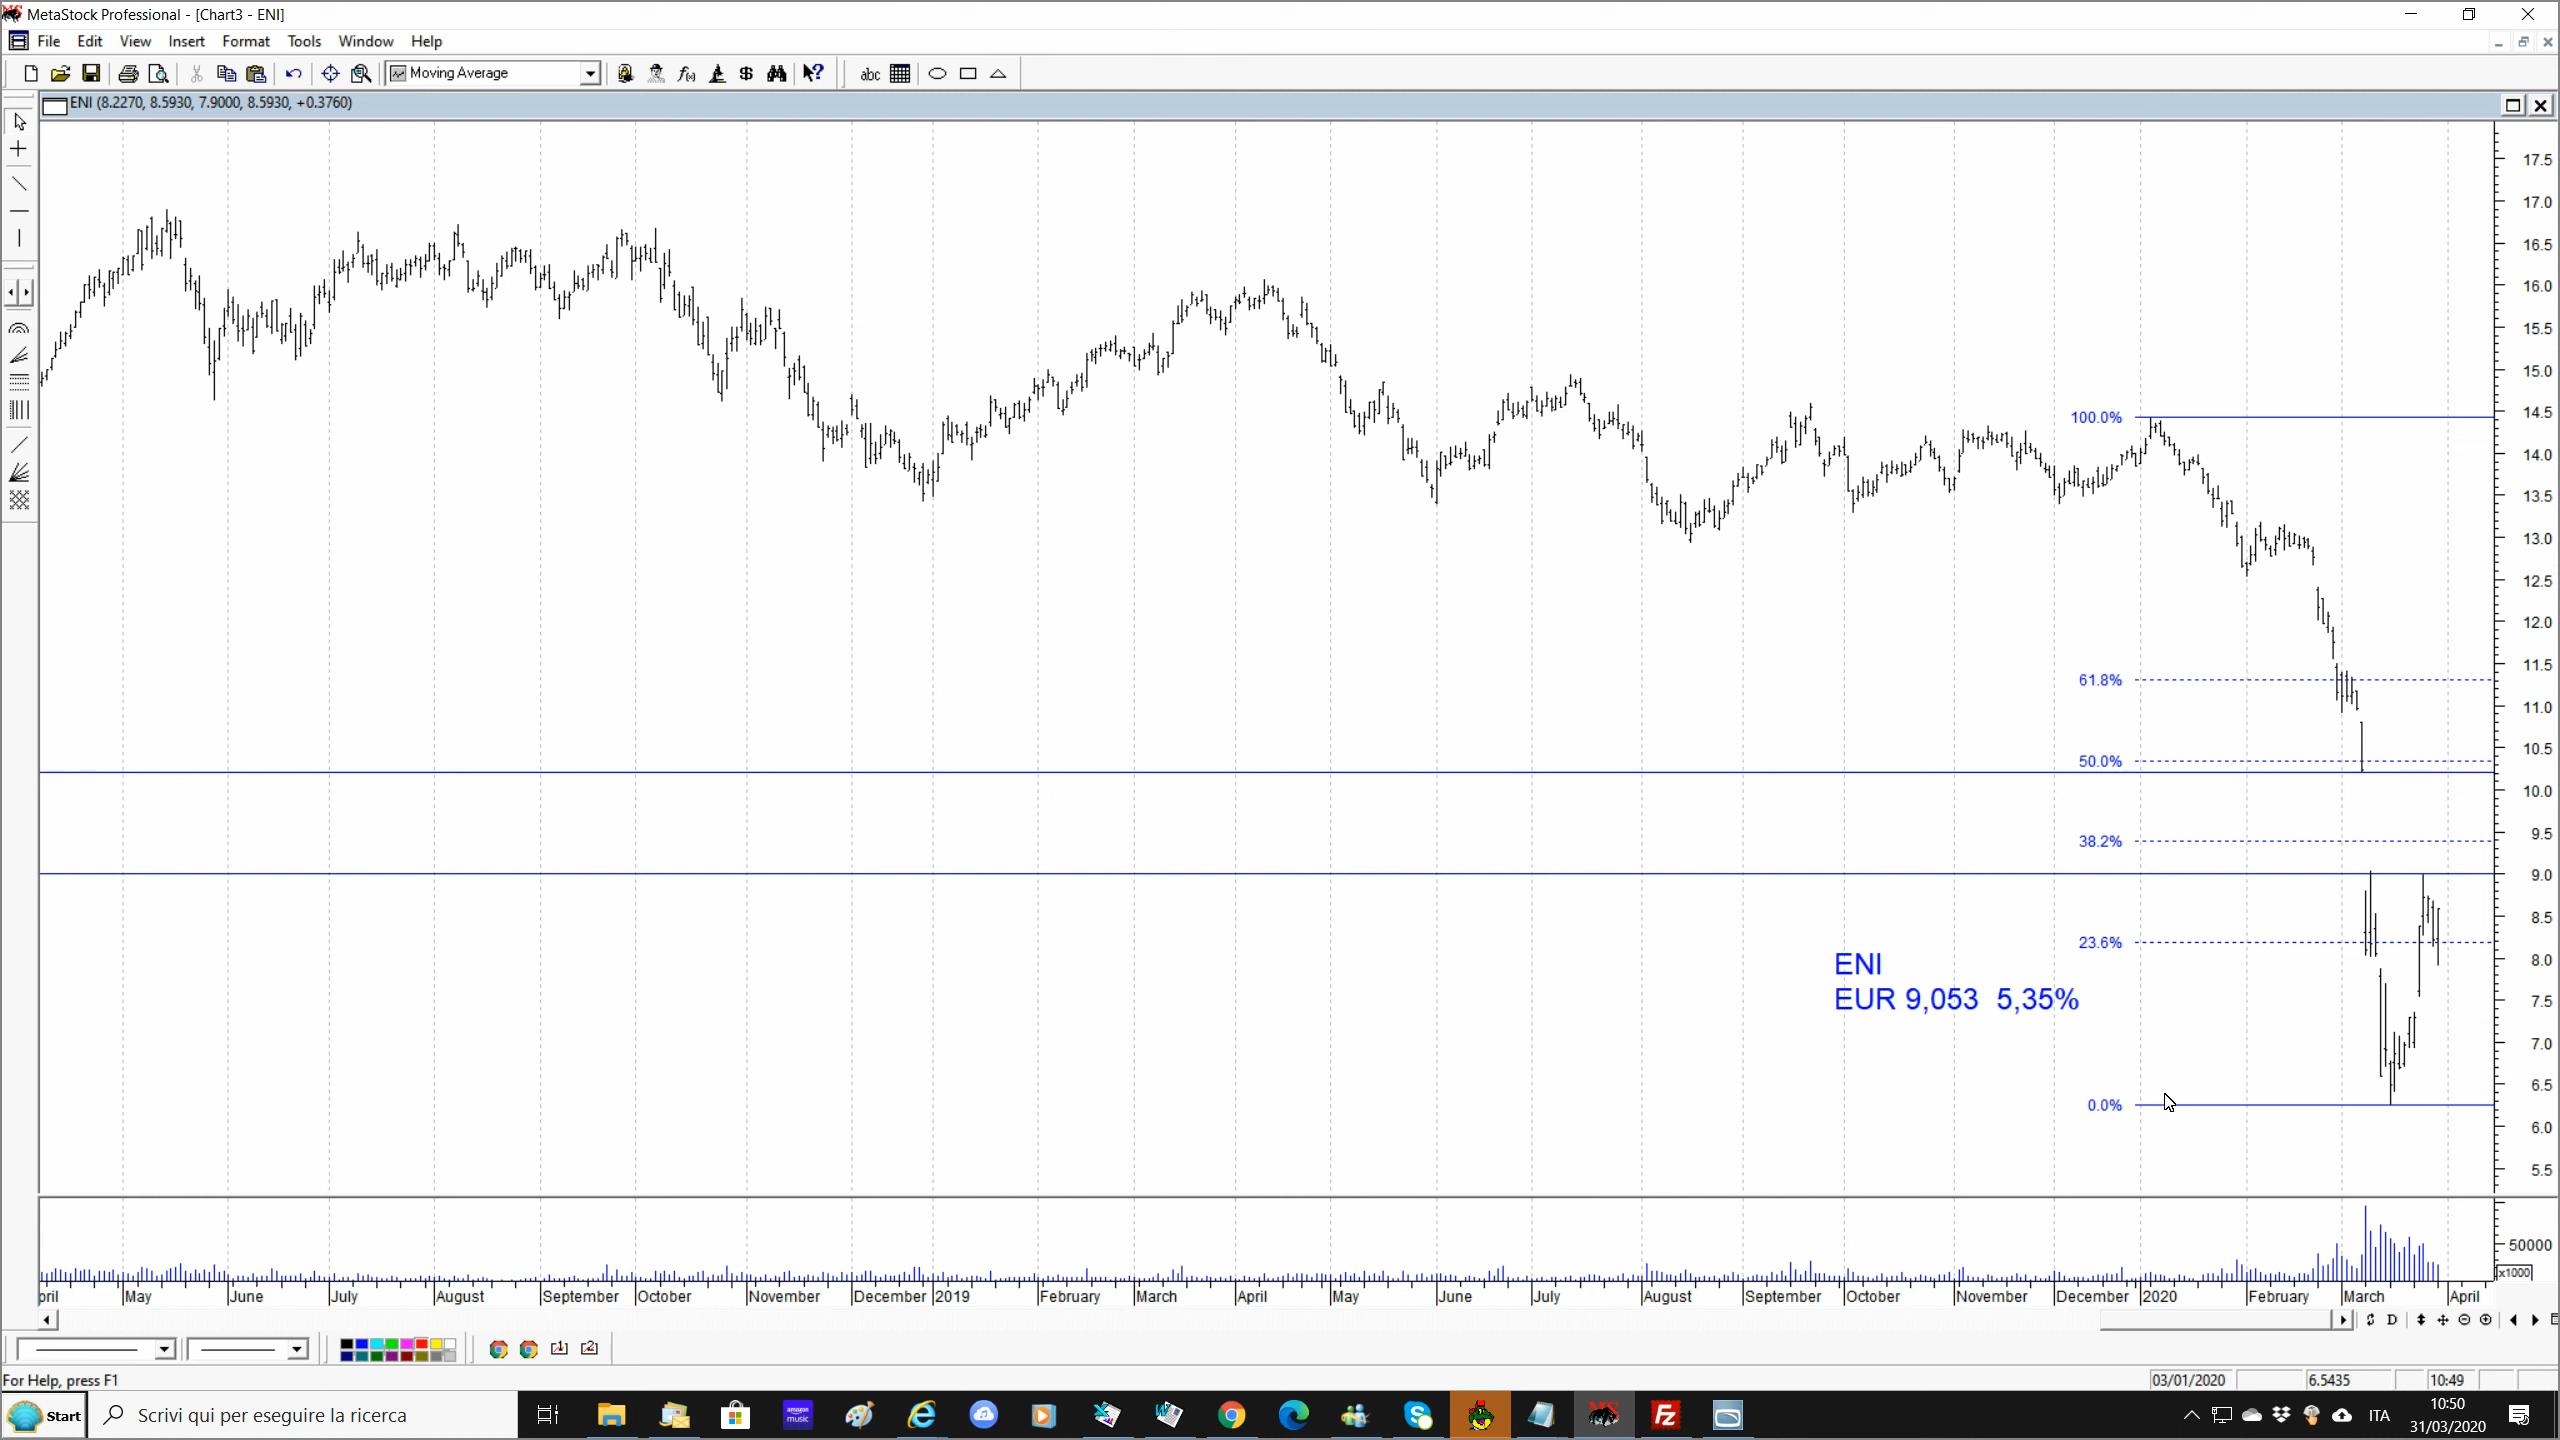 MetaStock Professional - [Chart3 - ENI]
File Edit View Insert Format Tools Window Help
Moving Average
abc
ENI (8.2270, 8.5930, 7.9000, 8.5930, +0.3760)
17.5
17.0
16.5
16.0
15.5
15.0
14.5
14.0
13.5
13.0
12.5
12.0
11.5
11.0
10.5
10.0
9.5
9.0
8.5
8.0
7.5
7.0
6.5
6.0
5.5
100.0%
61.8%
50.0%
38.2%
23.6%
0.0%
ENI
EUR 9,053 5,35%
50000
x1000
pril May June July August September October November December 2019 February March April May June July August September October November December 2020 February March April
D
For Help, press F1
03/01/2020 6.5435 10:49
Start
Scrivi qui per eseguire la ricerca
amazon music
MS
FZ
ITA
10:50
31/03/2020